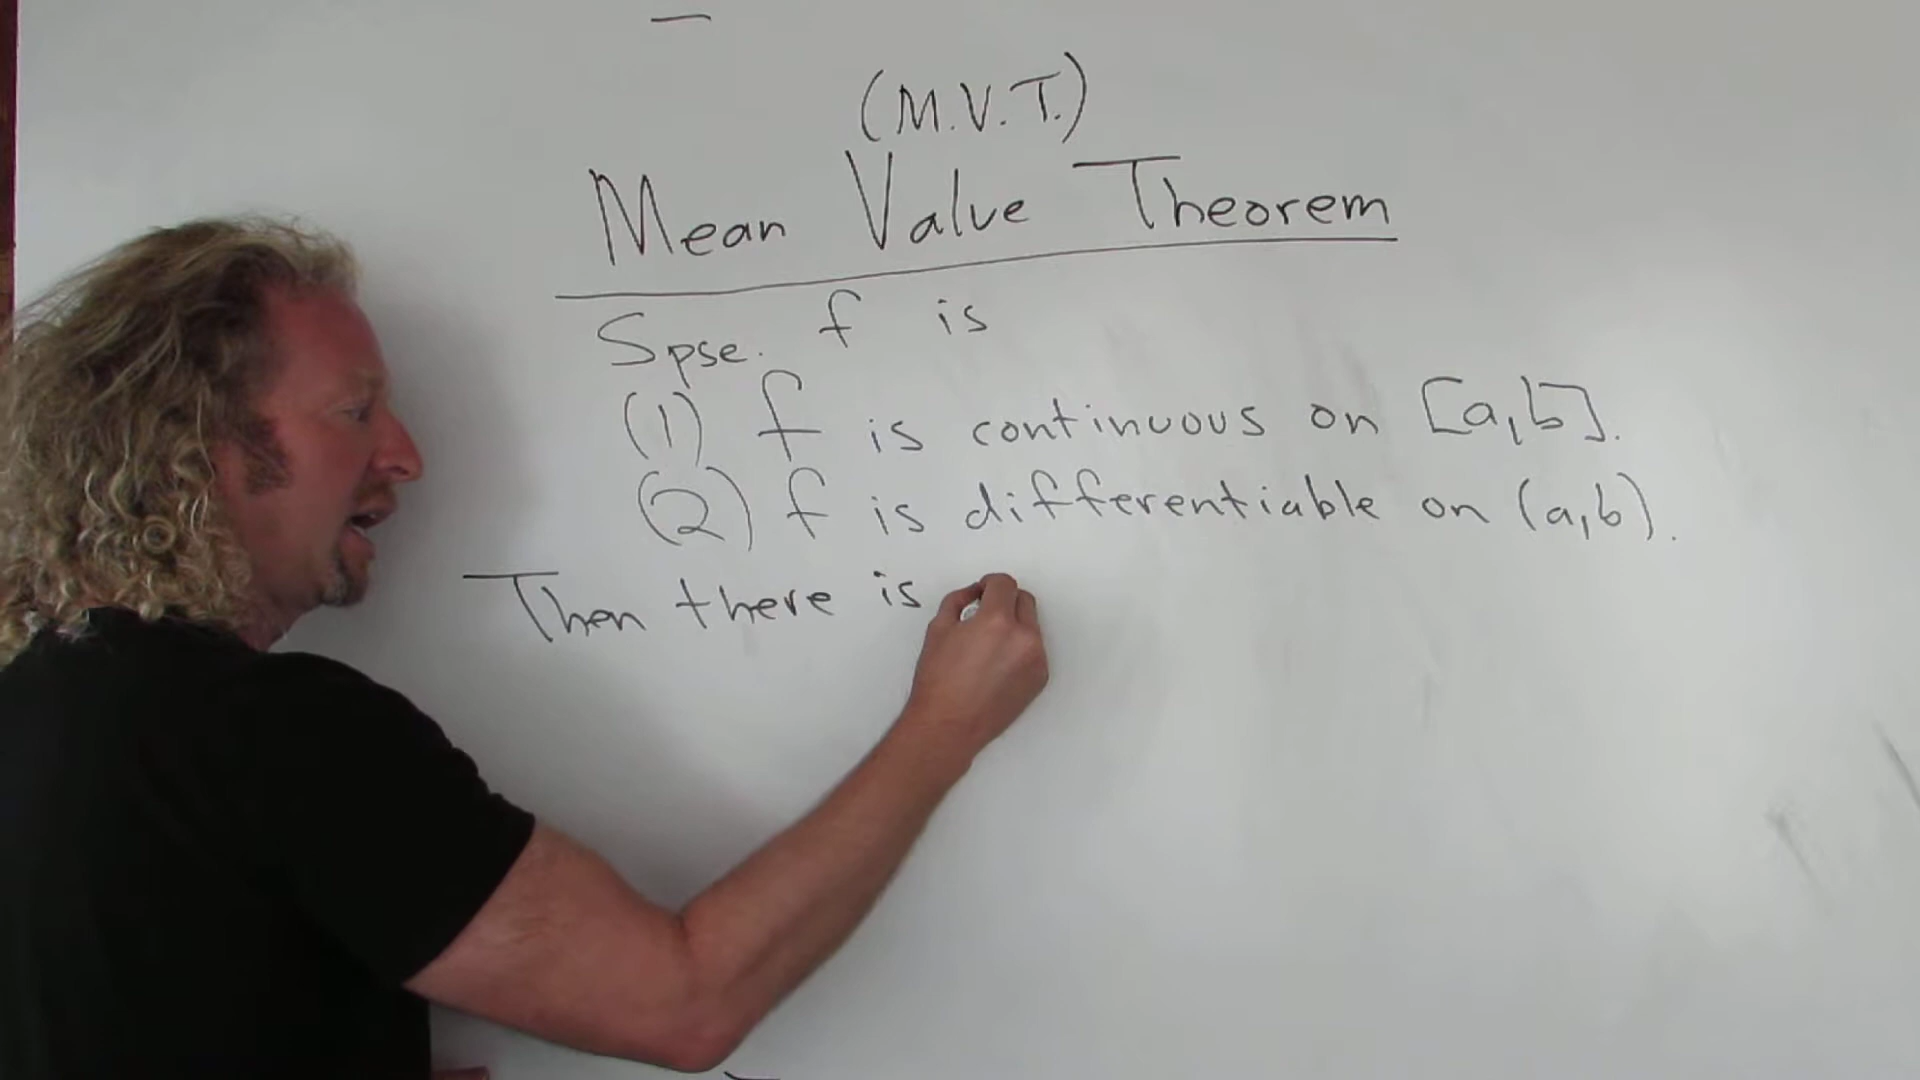 (M.V.T.)
Mean Value Theorem
Spse. f is
(1) f is continuous on [a,b].
(2) f is differentiable on (a,b).
Then there is